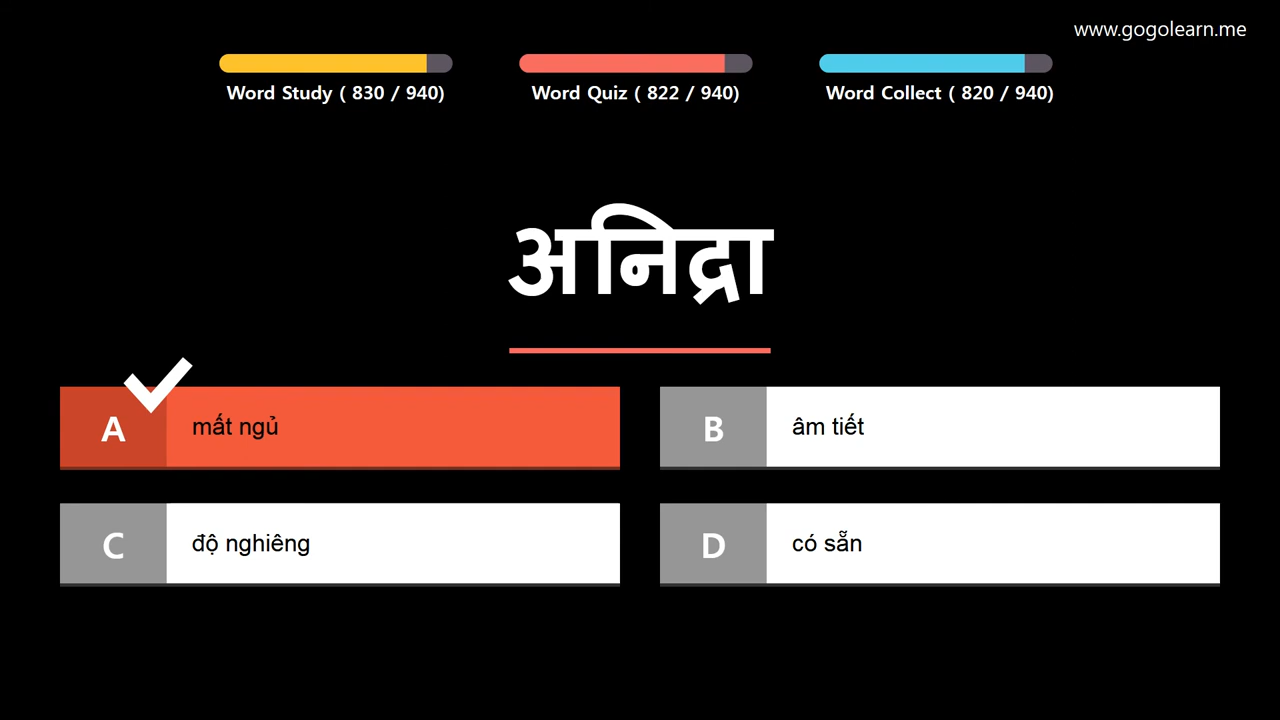 www.gogolearn.me
Word Study ( 830 / 940)
Word Quiz ( 822 / 940)
Word Collect ( 820 / 940)
अनिद्रा
A mất ngủ
B âm tiết
C độ nghiêng
D có sẵn